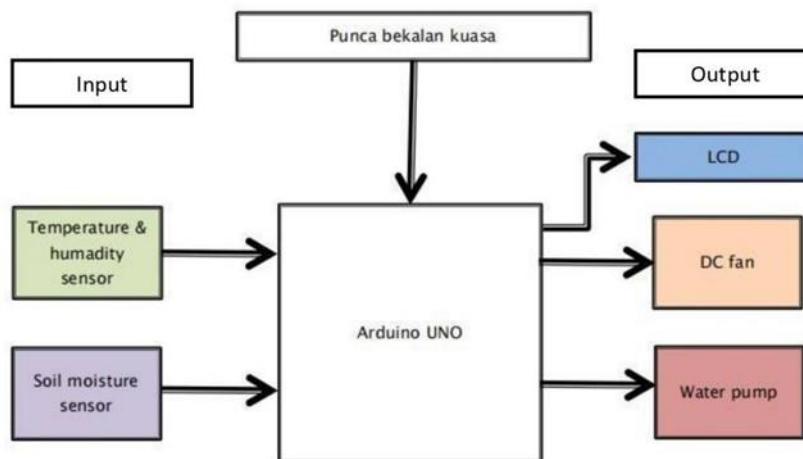 Punca bekalan kuasa
Input
Output
LCD
Temperature &
humadity
sensor
DC fan
Arduino UNO
Soil moisture
sensor
Water pump